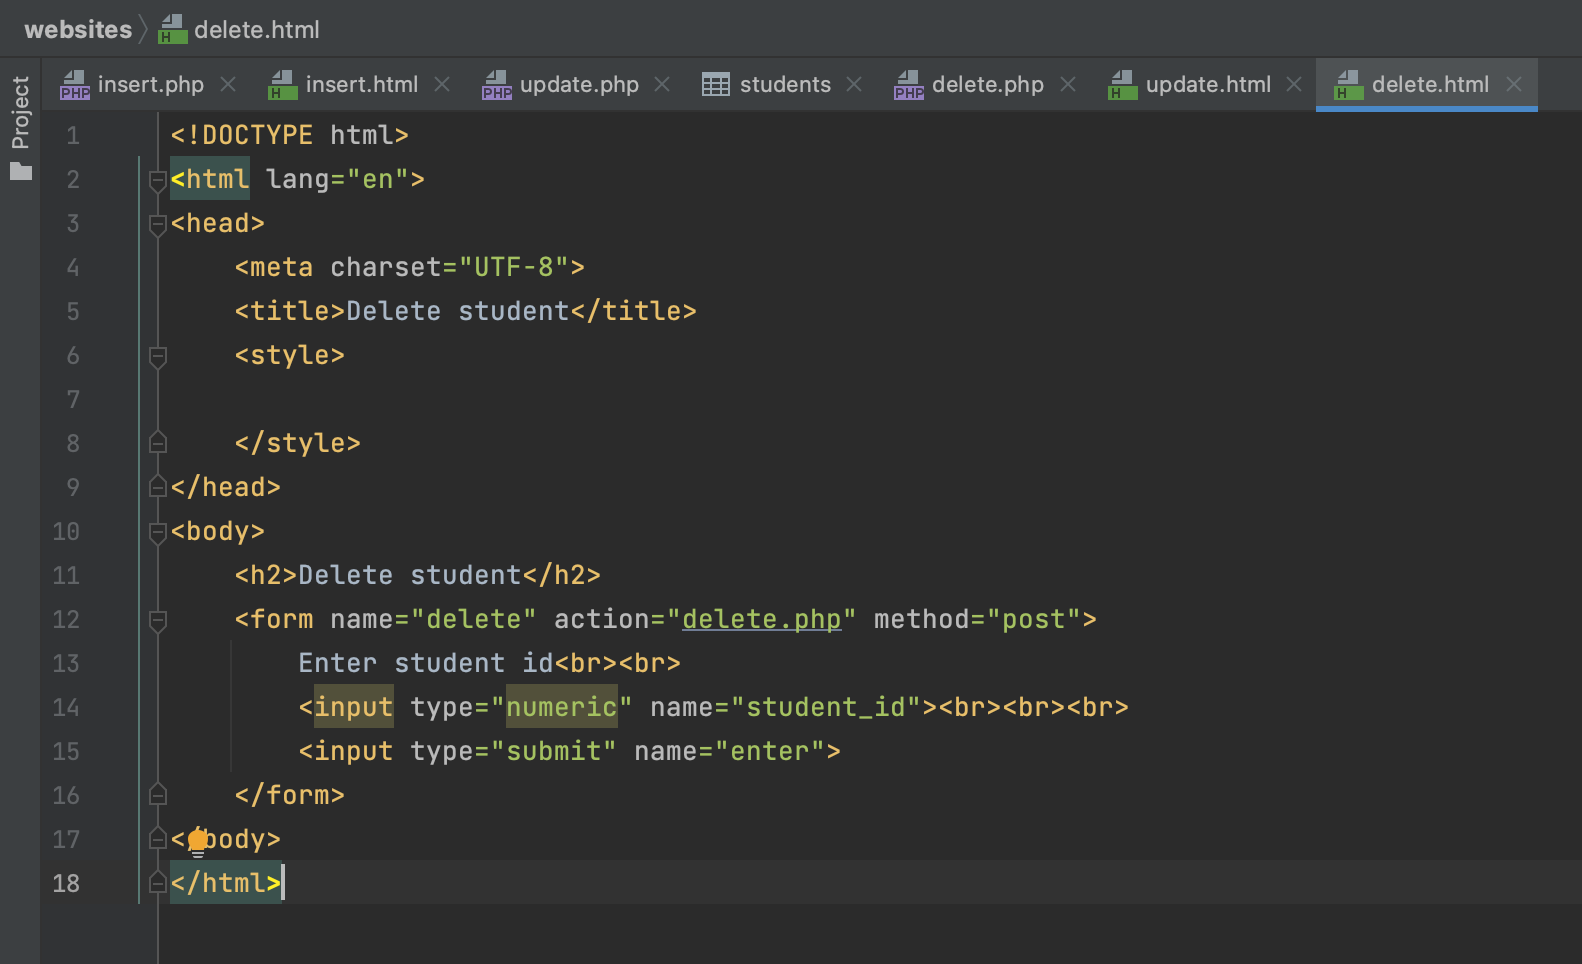 websites delete.html
Project
insert.php insert.html update.php students delete.php update.html delete.html
1 <!DOCTYPE html>
2 <html lang="en">
3 <head>
4     <meta charset="UTF-8">
5     <title>Delete student</title>
6     <style>
7
8     </style>
9 </head>
10 <body>
11     <h2>Delete student</h2>
12     <form name="delete" action="delete.php" method="post">
13         Enter student id<br><br>
14         <input type="numeric" name="student_id"><br><br><br>
15         <input type="submit" name="enter">
16     </form>
17 </body>
18 </html>